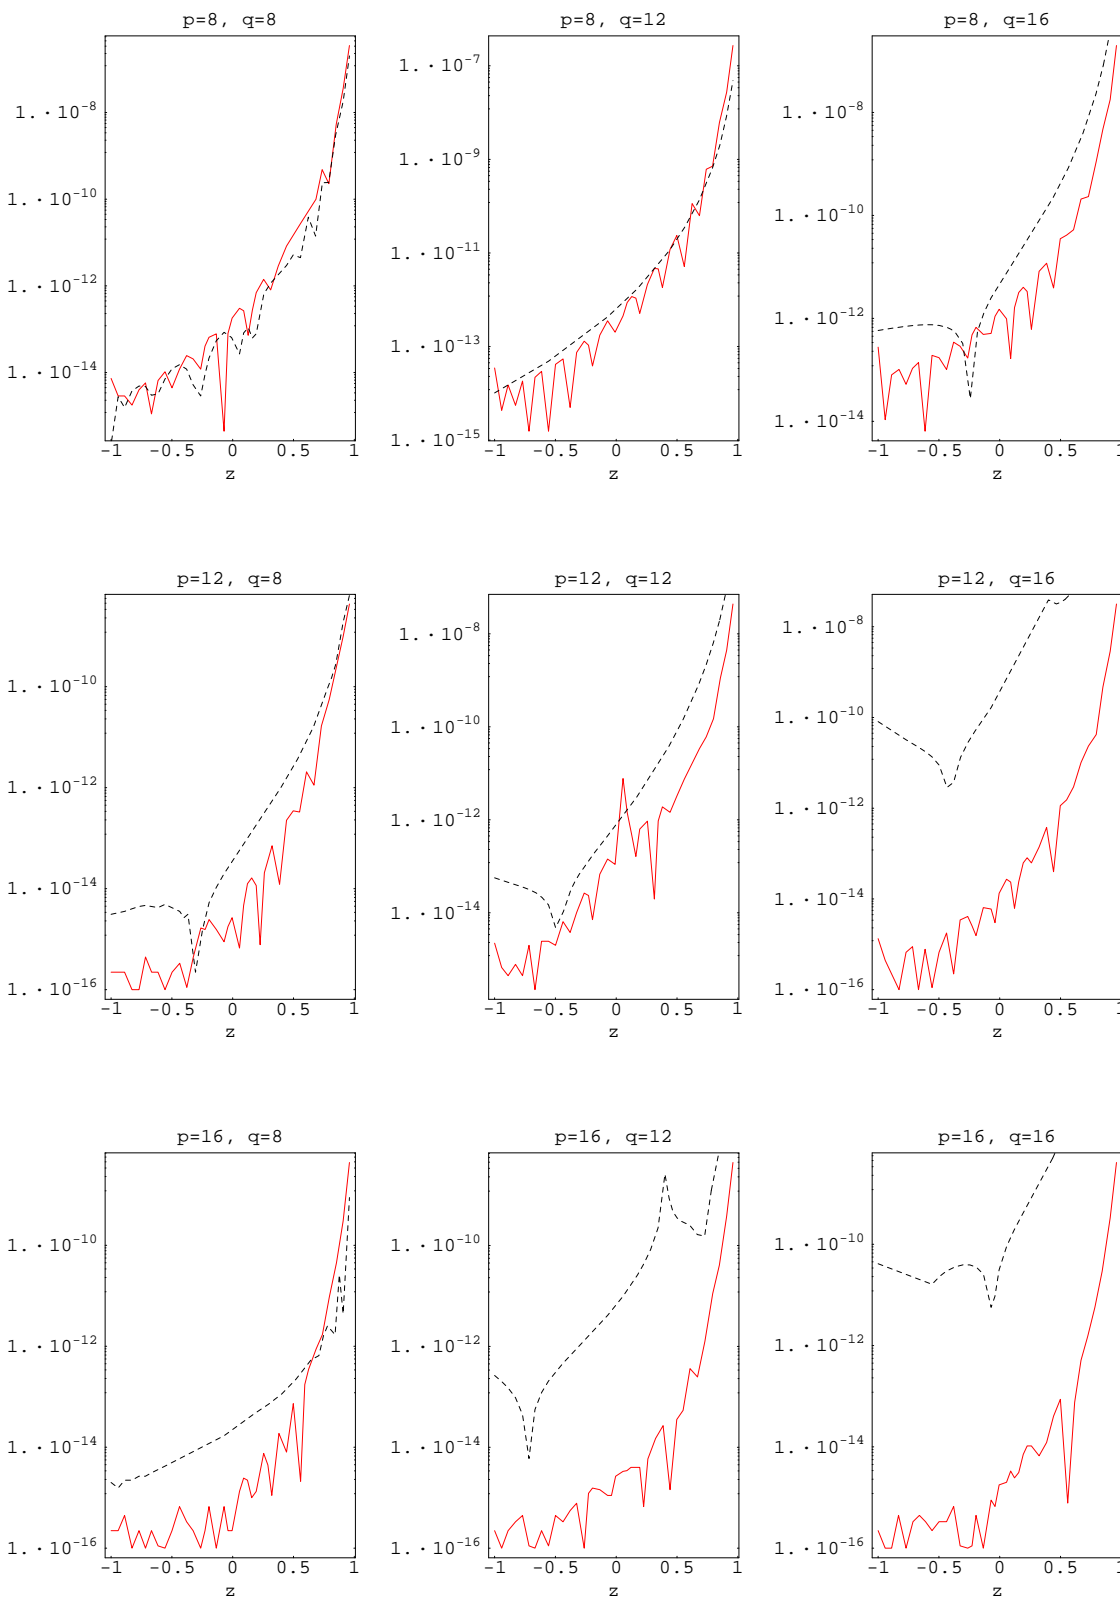 p=8, q=8
p=8, q=12
p=8, q=16
1. · 10^-8
1. · 10^-10
1. · 10^-12
1. · 10^-14
-1 -0.5 0 0.5 1
z
1. · 10^-7
1. · 10^-9
1. · 10^-11
1. · 10^-13
1. · 10^-15
-1 -0.5 0 0.5 1
z
1. · 10^-8
1. · 10^-10
1. · 10^-12
1. · 10^-14
-1 -0.5 0 0.5 1
z
p=12, q=8
p=12, q=12
p=12, q=16
1. · 10^-10
1. · 10^-12
1. · 10^-14
1. · 10^-16
-1 -0.5 0 0.5 1
z
1. · 10^-8
1. · 10^-10
1. · 10^-12
1. · 10^-14
-1 -0.5 0 0.5 1
z
1. · 10^-8
1. · 10^-10
1. · 10^-12
1. · 10^-14
1. · 10^-16
-1 -0.5 0 0.5 1
z
p=16, q=8
p=16, q=12
p=16, q=16
1. · 10^-10
1. · 10^-12
1. · 10^-14
1. · 10^-16
-1 -0.5 0 0.5 1
z
1. · 10^-10
1. · 10^-12
1. · 10^-14
1. · 10^-16
-1 -0.5 0 0.5 1
z
1. · 10^-10
1. · 10^-12
1. · 10^-14
1. · 10^-16
-1 -0.5 0 0.5 1
z